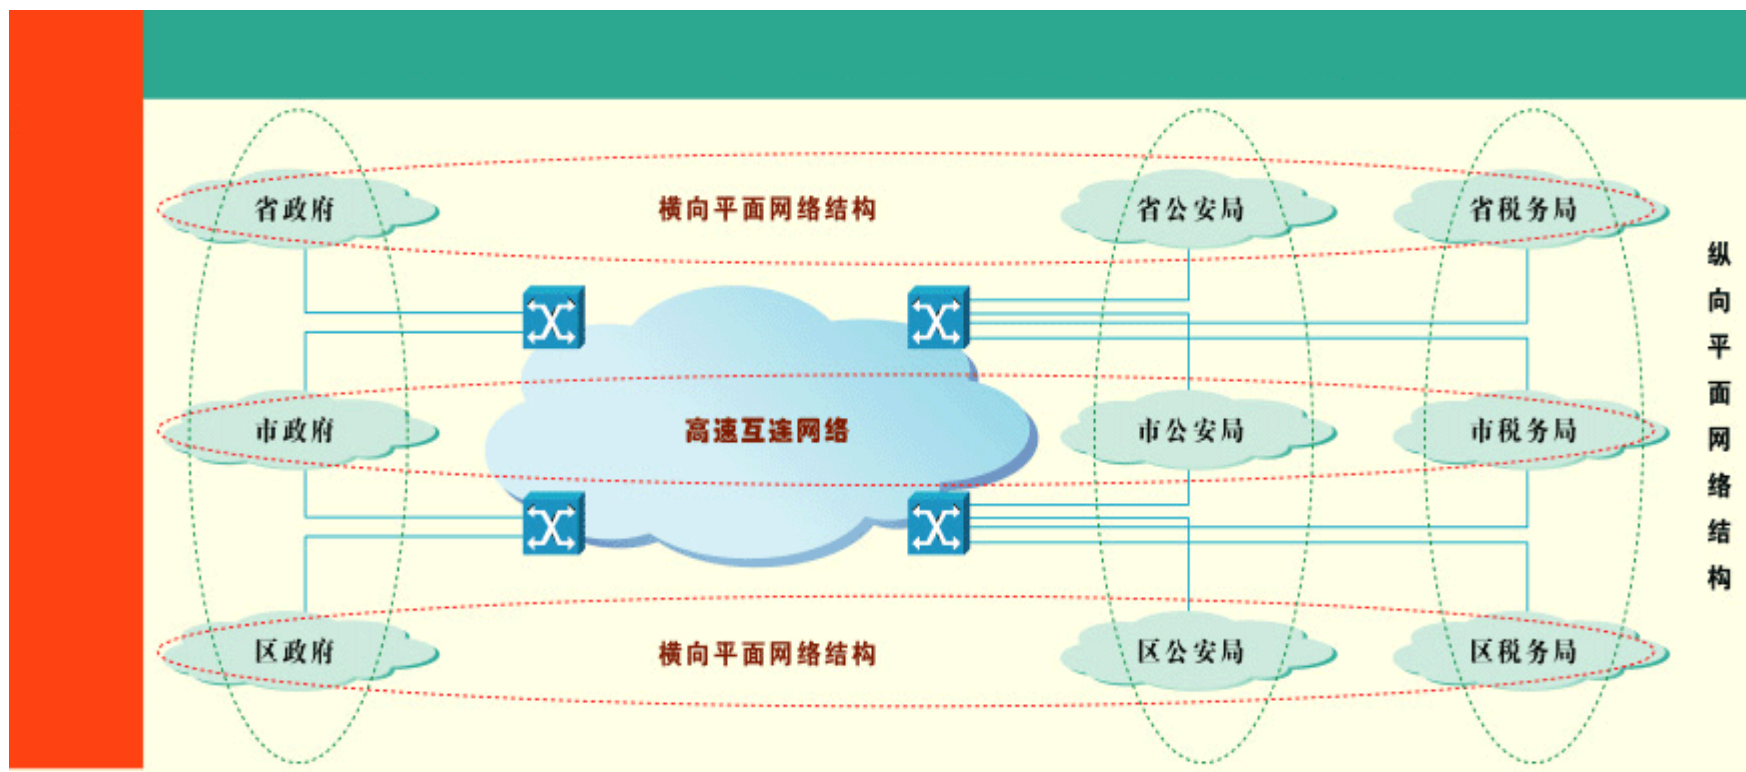 省政府
横向平面网络结构
省公安局
省税务局
市政府
高速互连网络
市公安局
市税务局
区政府
横向平面网络结构
区公安局
区税务局
纵向平面网络结构